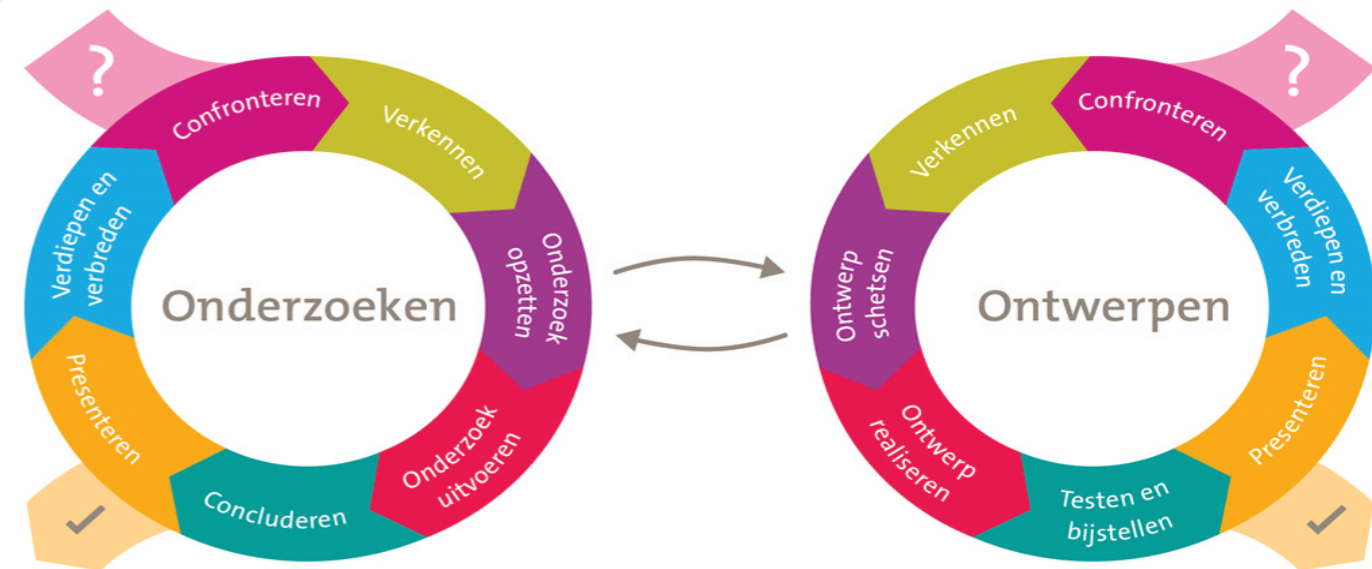 ?
Confronteren
Verkennen
Onderzoek
opzetten
Onderzoek
uitvoeren
Concluderen
Presenteren
Verdiepen en
verbreden
Onderzoeken
?
Confronteren
Verkennen
Ontwerp
schetsen
Ontwerp
realiseren
Testen en
bijstellen
Presenteren
Verdiepen en
verbreden
Ontwerpen